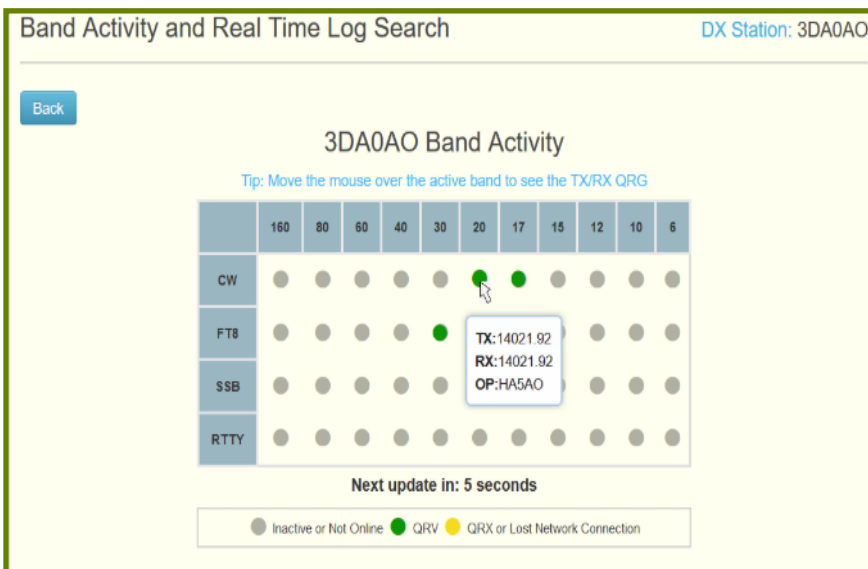 Band Activity and Real Time Log Search
DX Station: 3DA0AO
Back
3DA0AO Band Activity
Tip: Move the mouse over the active band to see the TX/RX QRG
160 80 60 40 30 20 17 15 12 10 6
CW
FT8
TX:14021.92
RX:14021.92
OP:HA5AO
SSB
RTTY
Next update in: 5 seconds
Inactive or Not Online QRV QRX or Lost Network Connection